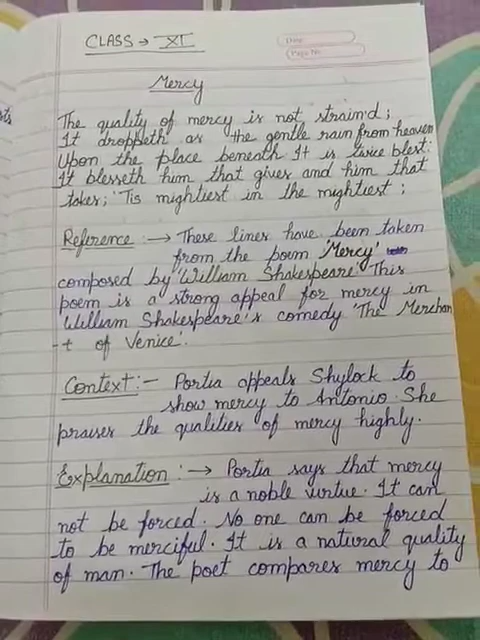 CLASS → XI
Date
Page No.
Mercy
The quality of mercy is not strain'd;
It droppeth as the gentle rain from heaven
Upon the place beneath It is twice blest:
It blesseth him that gives and him that
takes; 'Tis mightiest in the mightiest;
Reference :→ These lines have been taken
from the poem 'Mercy'
composed by 'William Shakespeare' This
poem is a strong appeal for mercy in
William Shakespeare's comedy 'The Merchan
-t of Venice'.
Context :- Portia appeals Shylock to
show mercy to Antonio. She
praises the qualities of mercy highly.
Explanation :→ Portia says that mercy
is a noble virtue. It can
not be forced. No one can be forced
to be merciful. It is a natural quality
of man. The poet compares mercy to